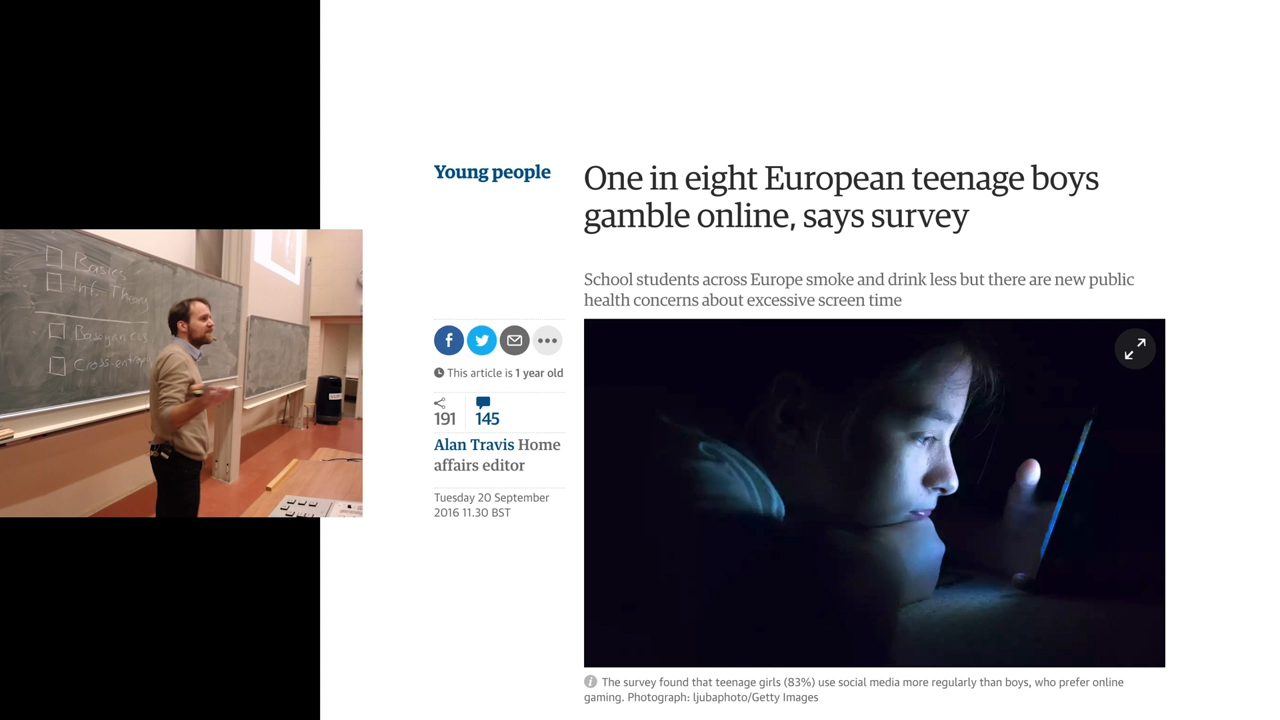 Basics
Inf. Theory
Cross-entropy
Young people
One in eight European teenage boys
gamble online, says survey
School students across Europe smoke and drink less but there are new public
health concerns about excessive screen time
This article is 1 year old
191 145
Alan Travis Home
affairs editor
Tuesday 20 September
2016 11.30 BST
The survey found that teenage girls (83%) use social media more regularly than boys, who prefer online
gaming. Photograph: ljubaphoto/Getty Images